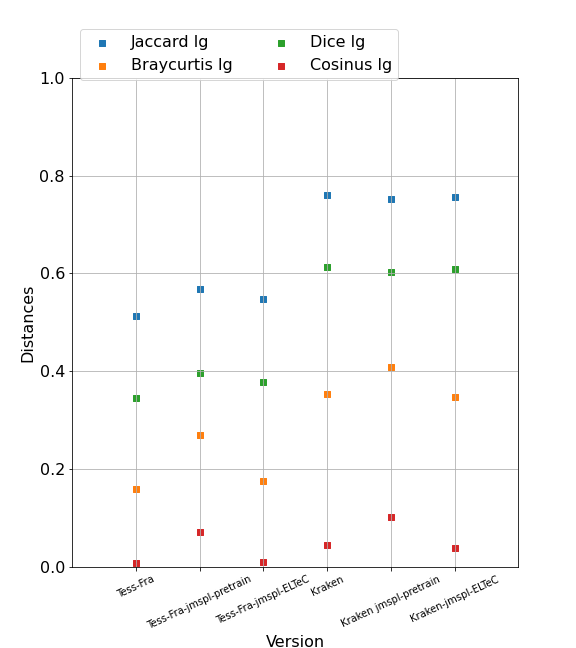 Jaccard lg Dice lg
Braycurtis lg Cosinus lg
1.0
0.8
0.6
0.4
0.2
0.0
Distances
Tess-Fra
Tess-Fra-jmspl-pretrain
Tess-Fra-jmspl-ELTeC
Kraken
Kraken jmspl-pretrain
Kraken-jmspl-ELTeC
Version